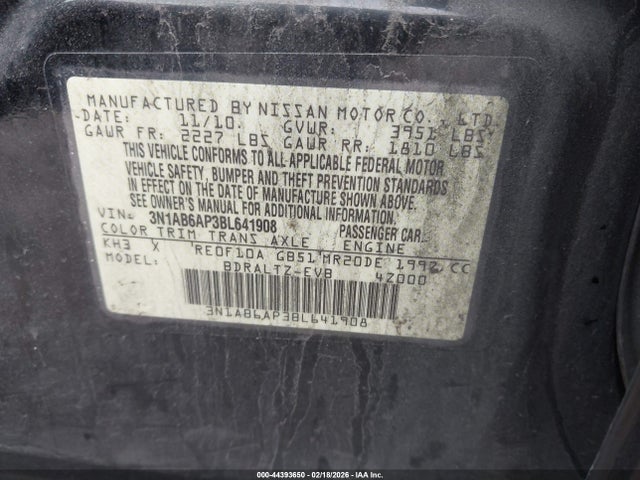 MANUFACTURED BY NISSAN MOTOR CO., LTD.
DATE: 11/10 GVWR: 3951 LBS
GAWR FR: 2227 LBS GAWR RR: 1810 LBS
THIS VEHICLE CONFORMS TO ALL APPLICABLE FEDERAL MOTOR
VEHICLE SAFETY, BUMPER AND THEFT PREVENTION STANDARDS
IN EFFECT ON THE DATE OF MANUFACTURE SHOWN ABOVE.
SEE OWNER'S MANUAL FOR ADDITIONAL INFORMATION.
VIN: 3N1AB6AP3BL641908 PASSENGER CAR
COLOR TRIM TRANS AXLE ENGINE
KH3 X RE0F10A GB51 MR20DE 1997 CC
MODEL: BDRALTZ-EVB 4Z000
3N1AB6AP3BL641908
000-44393650 - 02/18/2026 - IAA Inc.